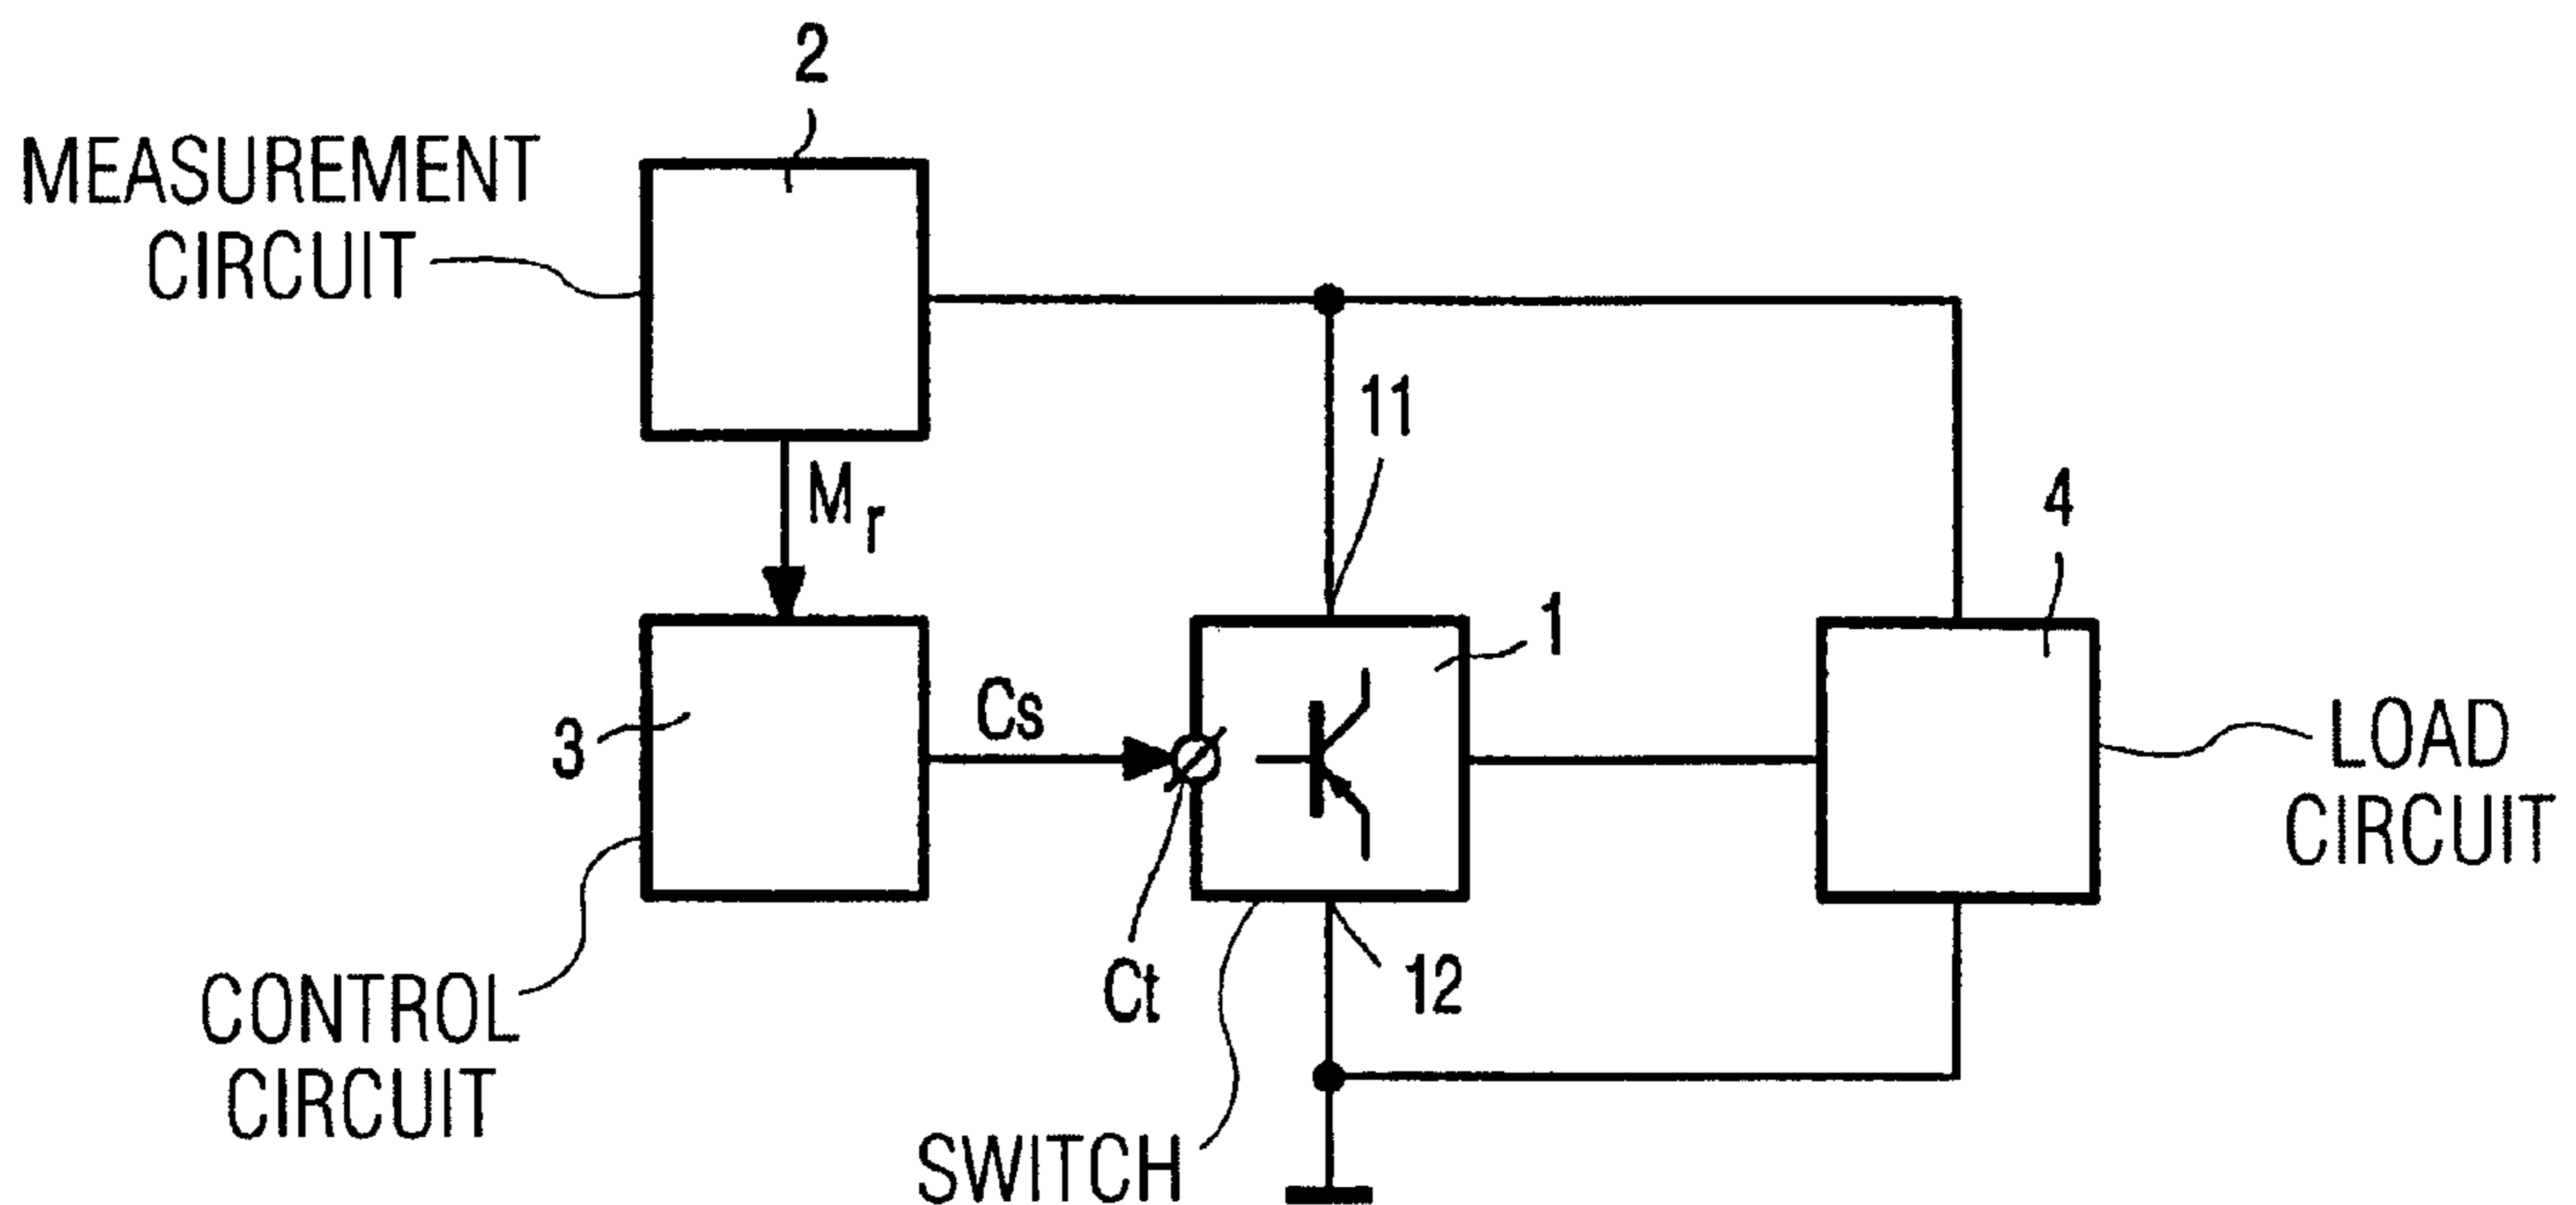 2
MEASUREMENT
CIRCUIT
11
Mr
4
1
Cs
3
LOAD
CIRCUIT
Ct
12
CONTROL
CIRCUIT
SWITCH